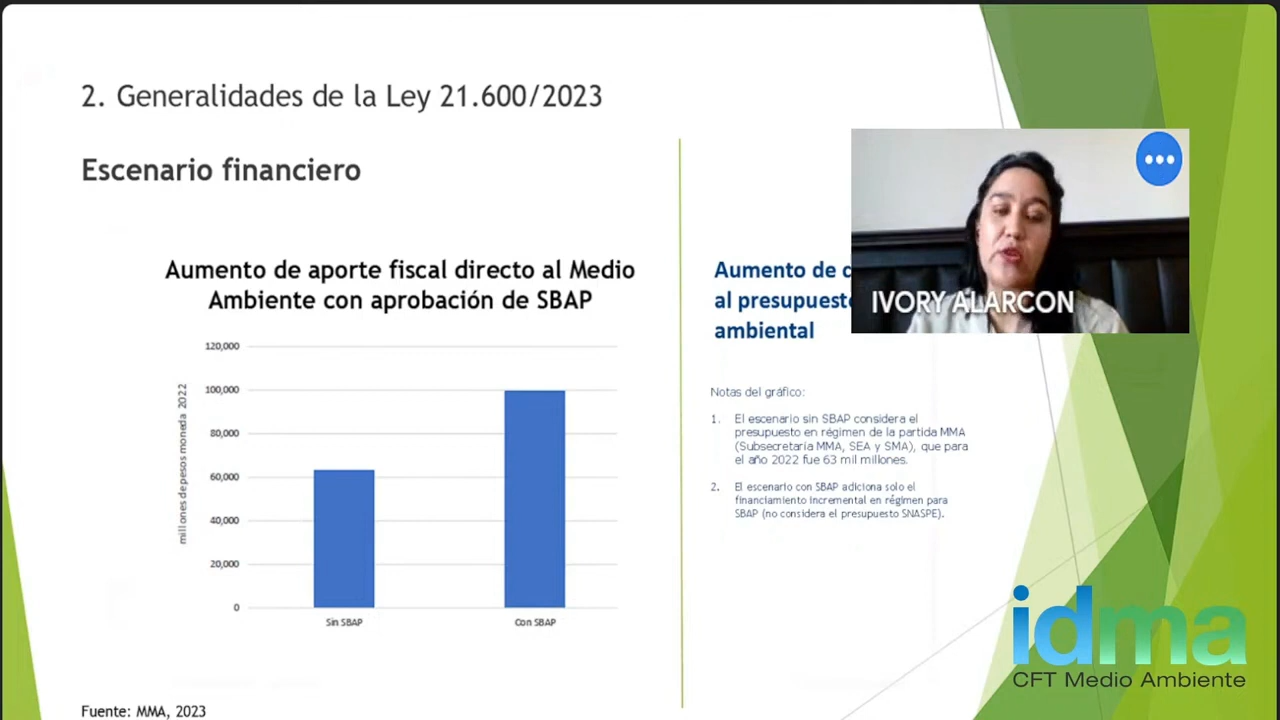 2. Generalidades de la Ley 21.600/2023
Escenario financiero
Aumento de aporte fiscal directo al Medio
Ambiente con aprobación de SBAP
120,000
100,000
80,000
60,000
40,000
20,000
0
millones de pesos moneda 2022
Sin SBAP
Con SBAP
Fuente: MMA, 2023
Aumento de
al presupuesto
ambiental
IVORY ALARCON
Notas del gráfico:
1. El escenario sin SBAP considera el
presupuesto en régimen de la partida MMA
(Subsecretaría MMA, SEA y SMA), que para
el año 2022 fue 63 mil millones.
2. El escenario con SBAP adiciona solo el
financiamiento incremental en régimen para
SBAP (no considera el presupuesto SNASPE).
idma
CFT Medio Ambiente